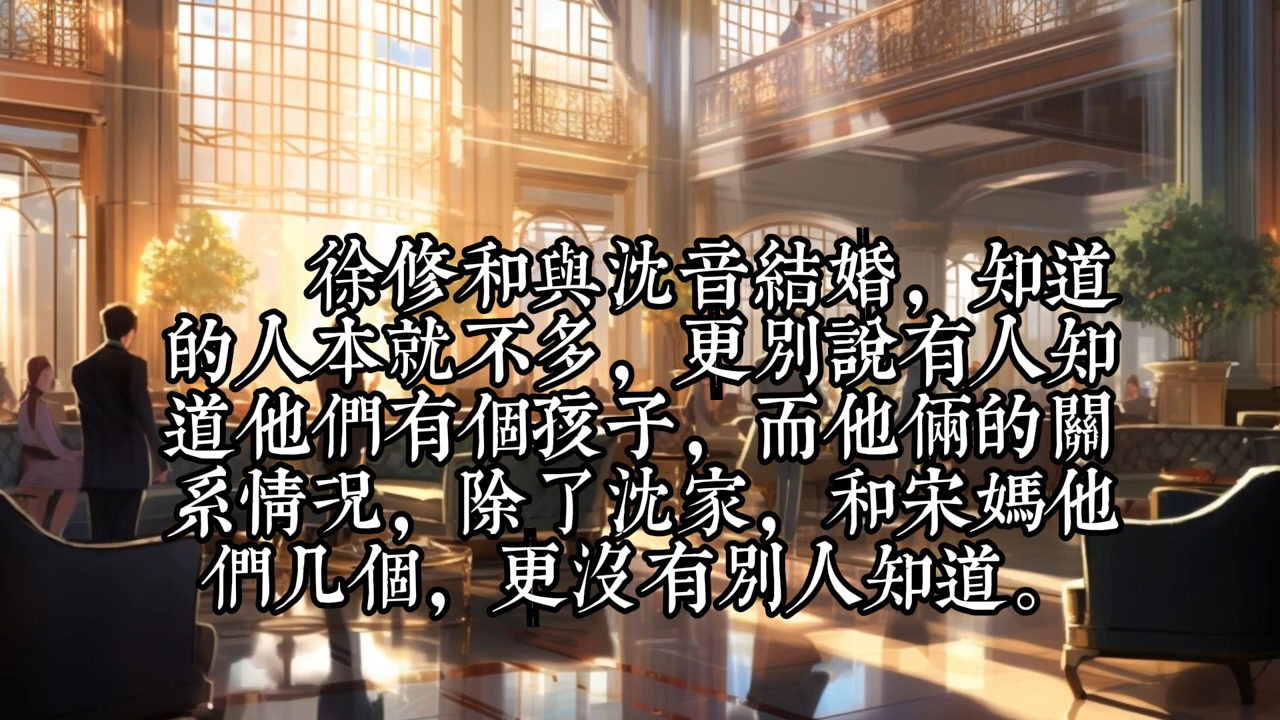 徐修和與沈音結婚，知道
的人本就不多，更別說有人知
道他們有個孩子，而他倆的關
系情况，除了沈家，和宋媽他
們几個，更沒有別人知道。